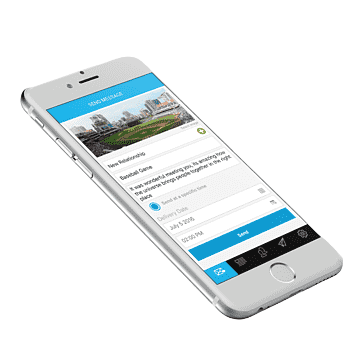 SEND MESSAGE
New Relationship
Baseball Game
It was wonderful meeting you, its amazing how
the universe brings people together in the right
place
Send at a specific time
Delivery Date
July 5 2016
02:00 PM
Send